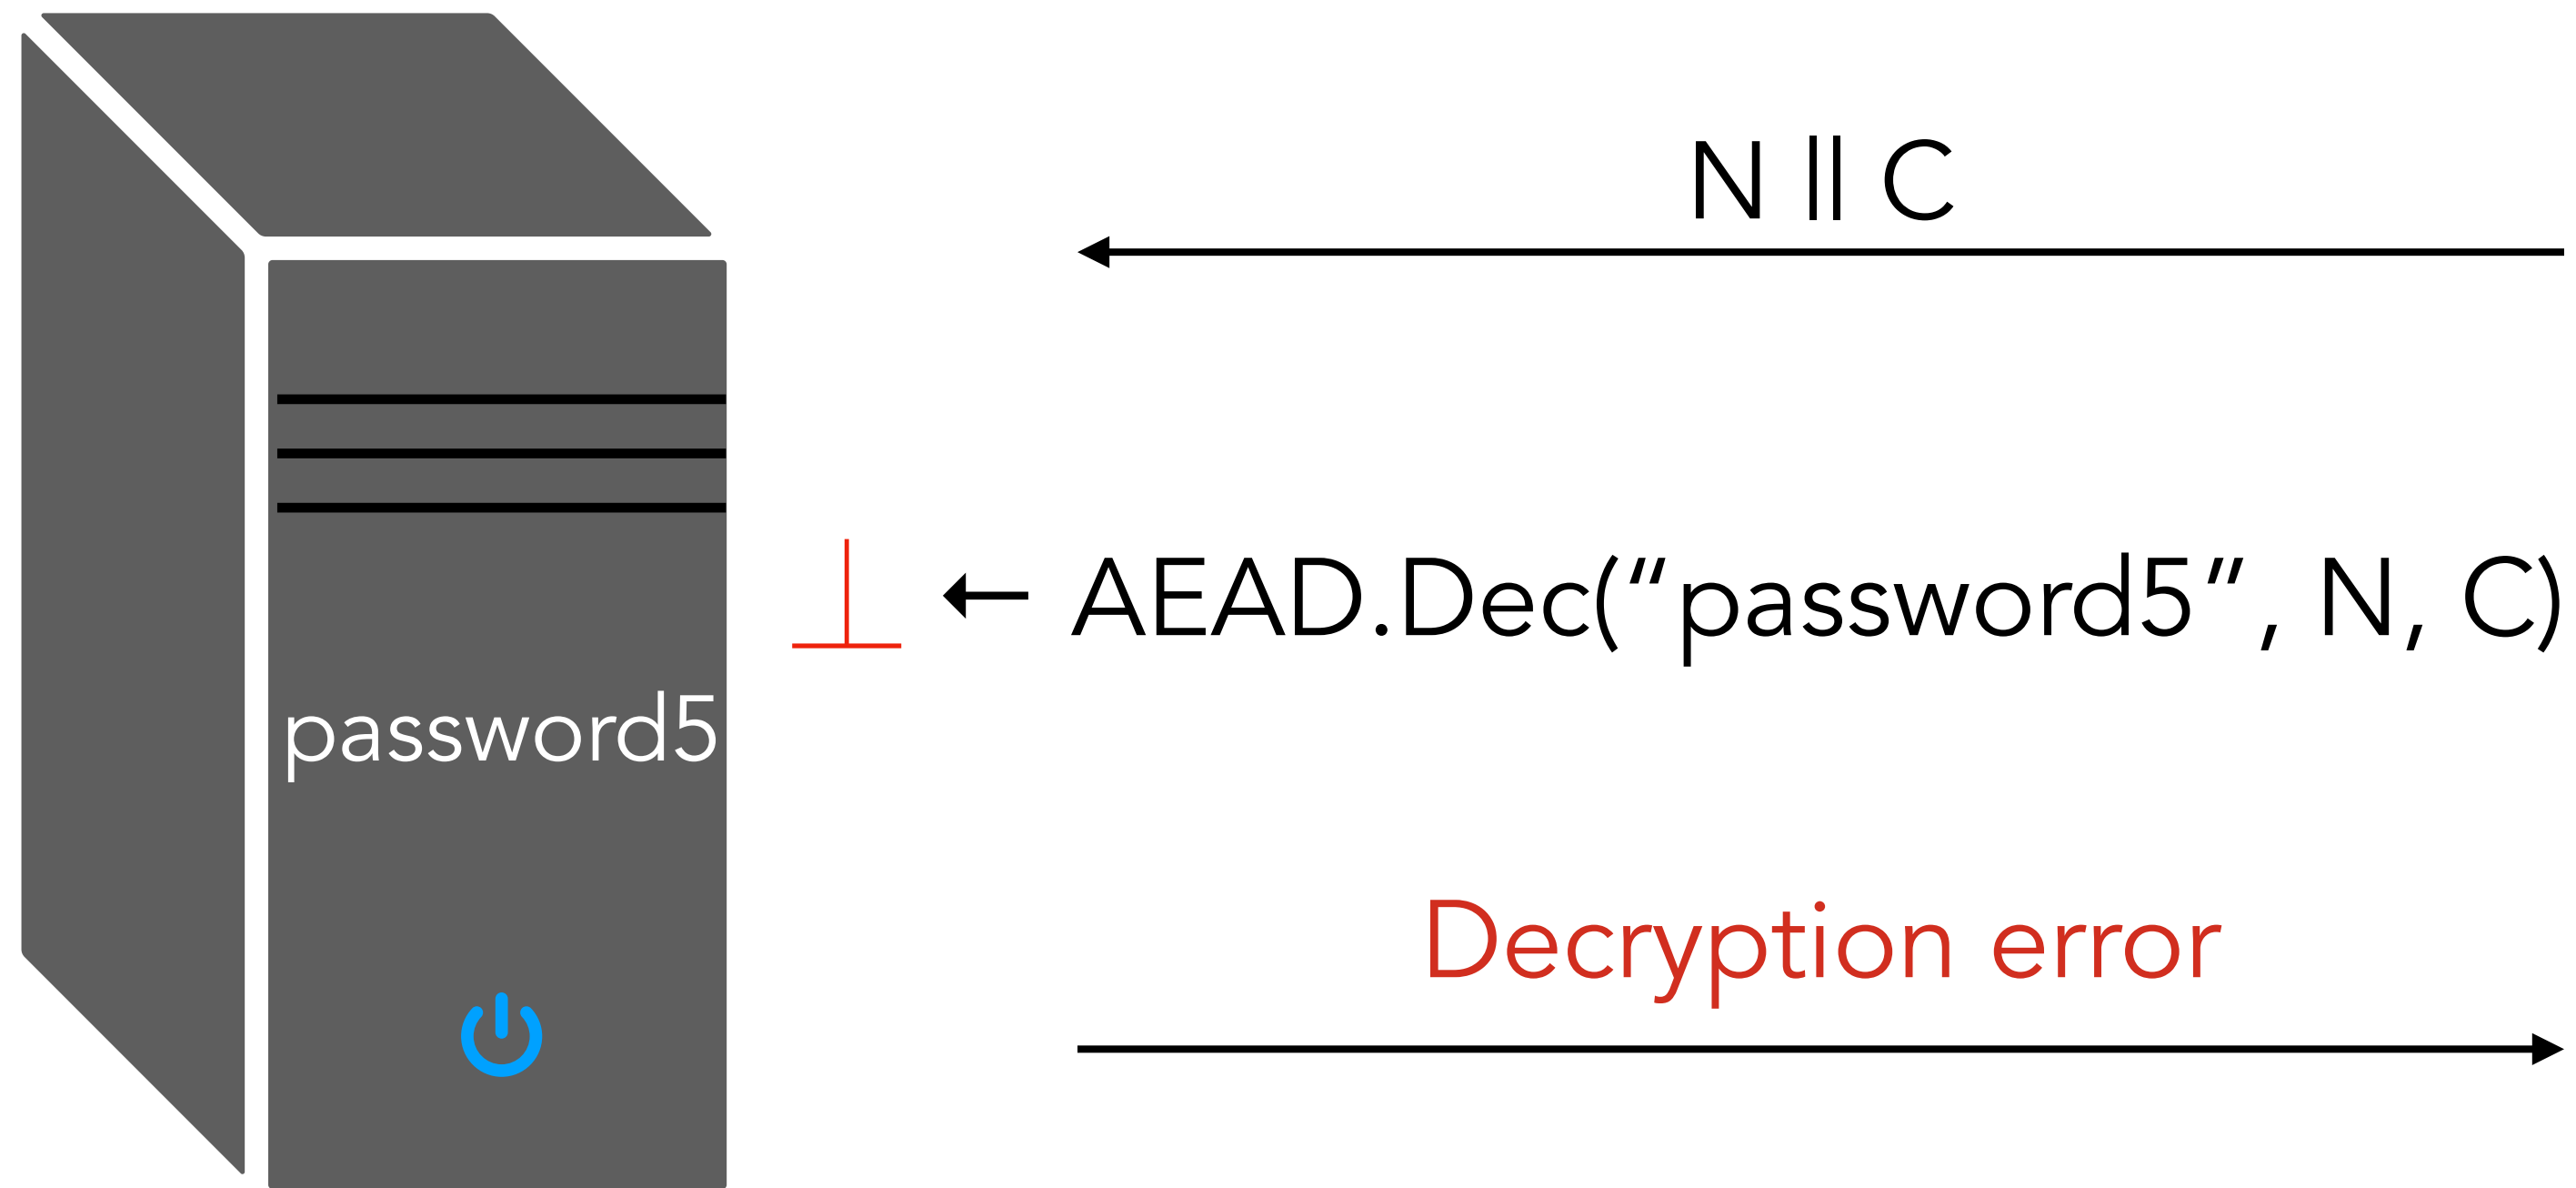 N || C
⊥ ← AEAD.Dec(“password5”, N, C)
password5
Decryption error